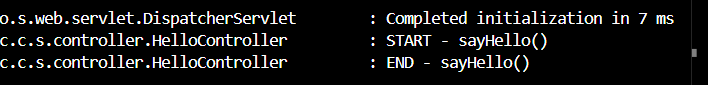 o.s.web.servlet.DispatcherServlet : Completed initialization in 7 ms
c.c.s.controller.HelloController : START - sayHello()
c.c.s.controller.HelloController : END - sayHello()